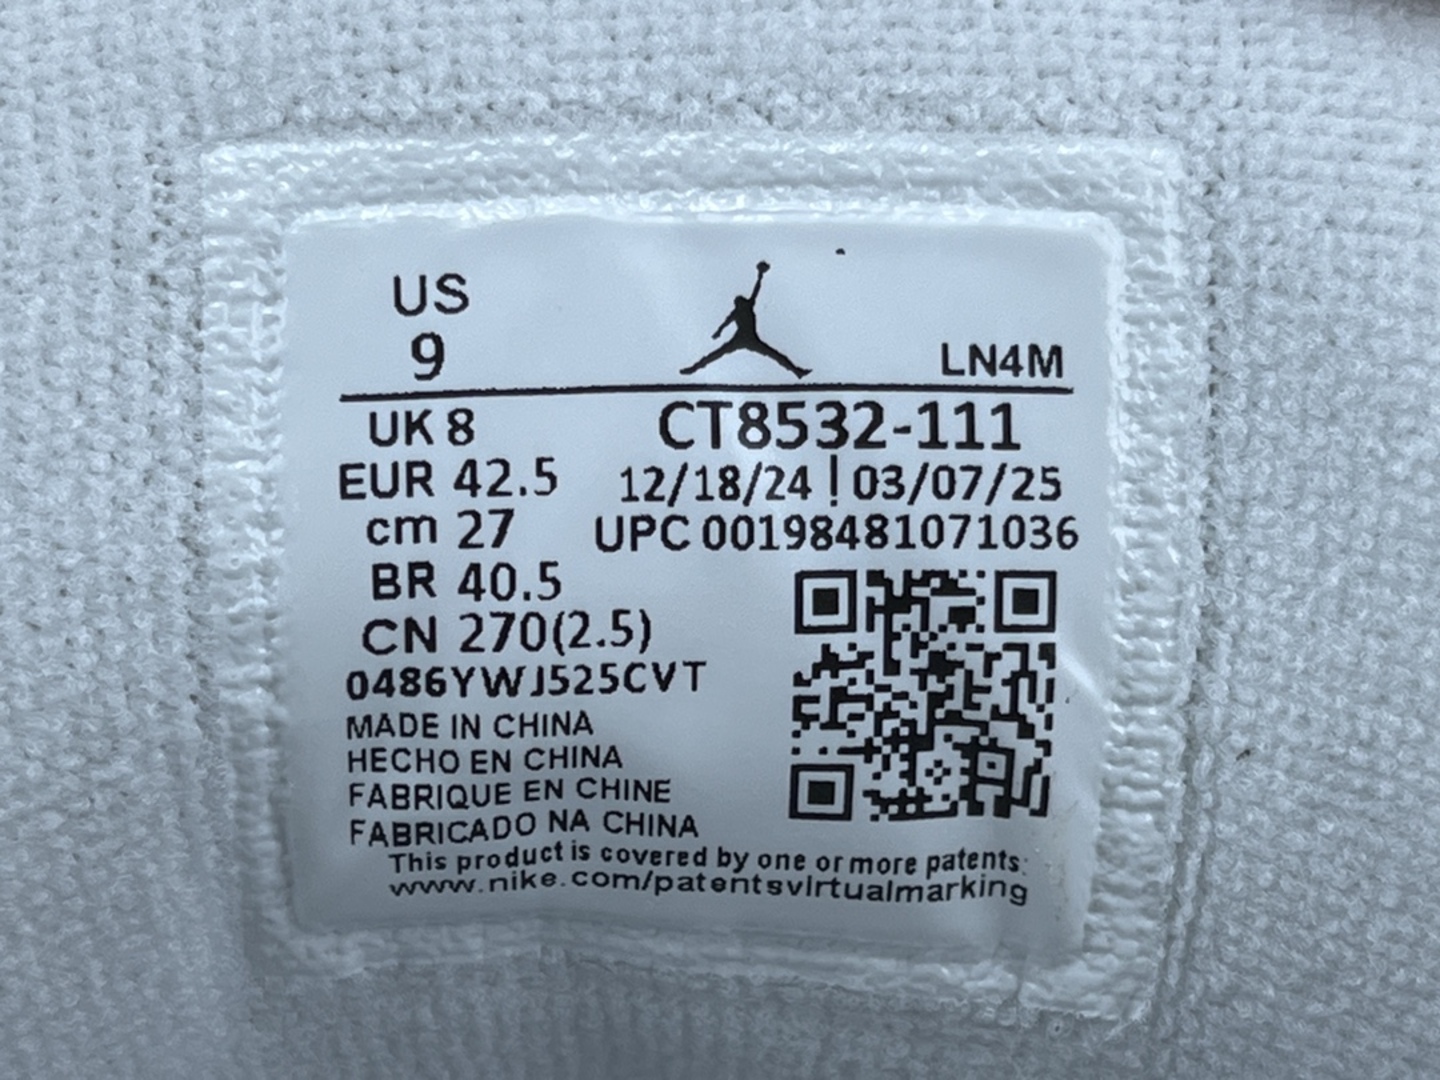 US
9
LN4M
UK 8
CT8532-111
EUR 42.5
12/18/24 | 03/07/25
cm 27
UPC 00198481071036
BR 40.5
CN 270(2.5)
0486YWJ525CVT
MADE IN CHINA
HECHO EN CHINA
FABRIQUE EN CHINE
FABRICADO NA CHINA
This product is covered by one or more patents:
www.nike.com/patentsvirtualmarking